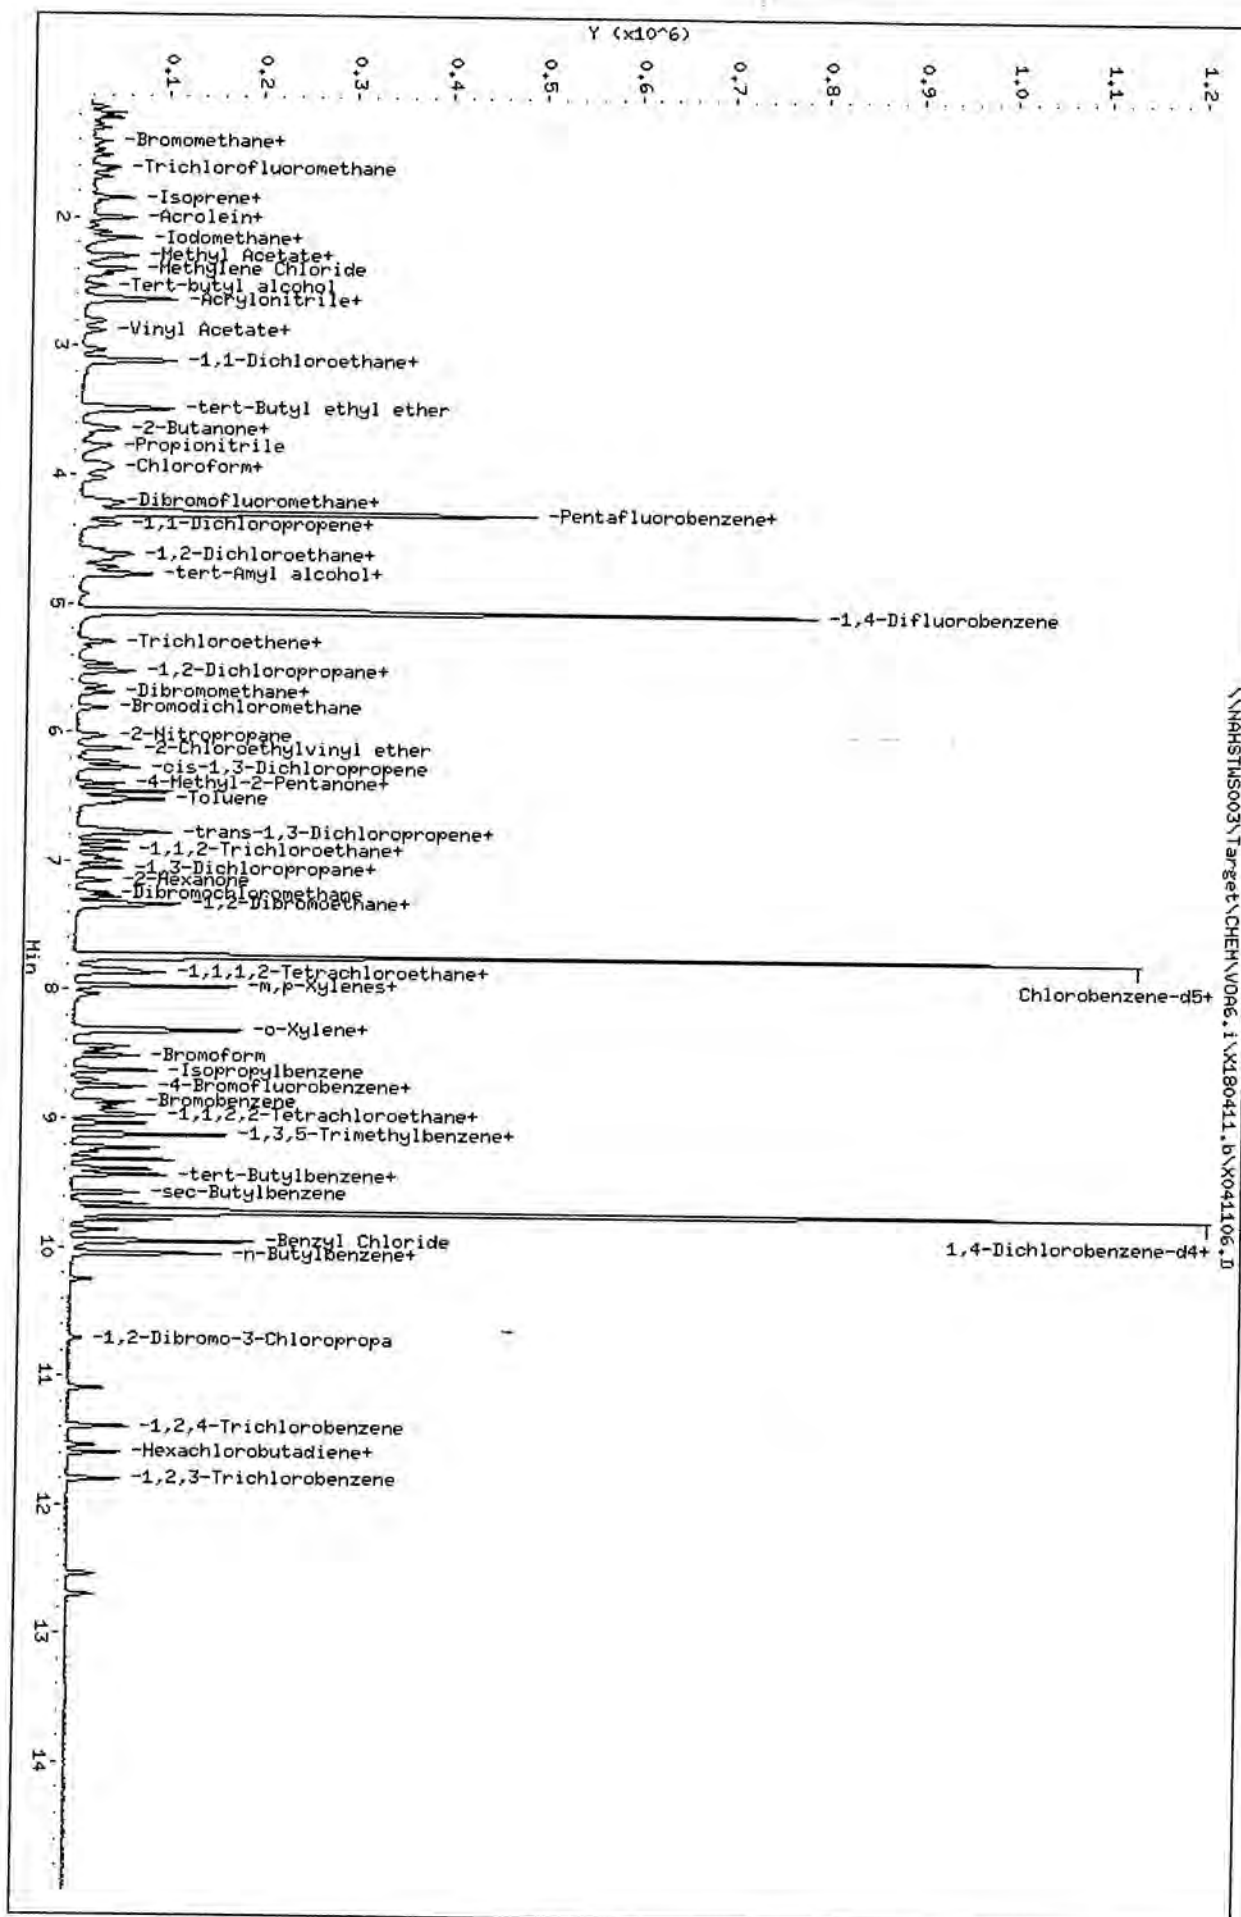 Y (x10^6)
0.1-
0.2-
0.3-
0.4-
0.5-
0.6-
0.7-
0.8-
0.9-
1.0-
1.1-
1.2-
\\NAHSTWS003\Target\CHEM\VOA6.i\X180411.b\X041106.D
-Bromomethane+
-Trichlorofluoromethane
-Isoprene+
2
-Acrolein+
-Iodomethane+
-Methyl Acetate+
-Methylene Chloride
-Tert-butyl alcohol
-Acrylonitrile+
-Vinyl Acetate+
3
-1,1-Dichloroethane+
-tert-Butyl ethyl ether
-2-Butanone+
-Propionitrile
-Chloroform+
4
-Dibromofluoromethane+
-Pentafluorobenzene+
-1,1-Dichloropropene+
-1,2-Dichloroethane+
-tert-Amyl alcohol+
5
-1,4-Difluorobenzene
-Trichloroethene+
-1,2-Dichloropropane+
-Dibromomethane+
-Bromodichloromethane
6
-2-Nitropropane
-2-Chloroethylvinyl ether
-cis-1,3-Dichloropropene
-4-Methyl-2-Pentanone+
-Toluene
-trans-1,3-Dichloropropene+
-1,1,2-Trichloroethane+
7
-1,3-Dichloropropane+
-2-Hexanone
-Dibromochloromethane
-1,2-Dibromoethane+
Min
-1,1,1,2-Tetrachloroethane+
8
-m,p-Xylenes+
Chlorobenzene-d5+
-o-Xylene+
-Bromoform
-Isopropylbenzene
-4-Bromofluorobenzene+
-Bromobenzene
9
-1,1,2,2-Tetrachloroethane+
-1,3,5-Trimethylbenzene+
-tert-Butylbenzene+
-sec-Butylbenzene
-Benzyl Chloride
10
-n-Butylbenzene+
1,4-Dichlorobenzene-d4+
-1,2-Dibromo-3-Chloropropa
11
-1,2,4-Trichlorobenzene
-Hexachlorobutadiene+
-1,2,3-Trichlorobenzene
12
13
14